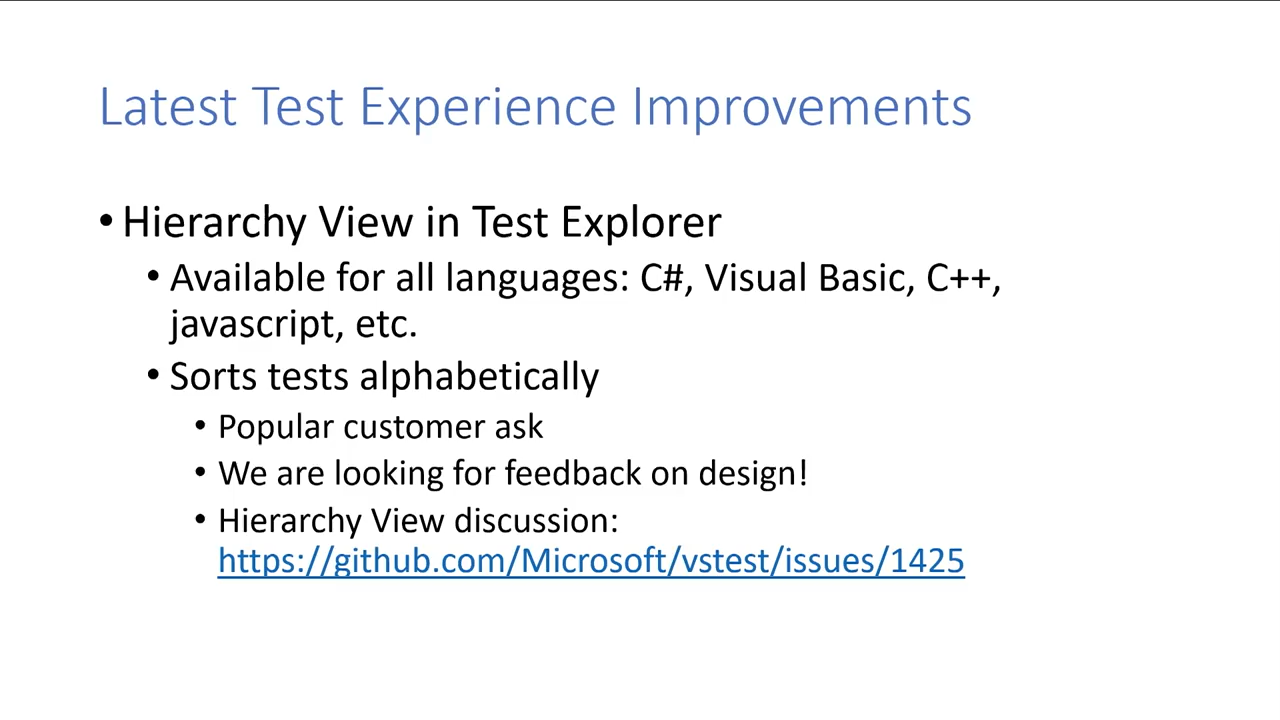 Latest Test Experience Improvements
• Hierarchy View in Test Explorer
• Available for all languages: C#, Visual Basic, C++,
javascript, etc.
• Sorts tests alphabetically
• Popular customer ask
• We are looking for feedback on design!
• Hierarchy View discussion:
https://github.com/Microsoft/vstest/issues/1425